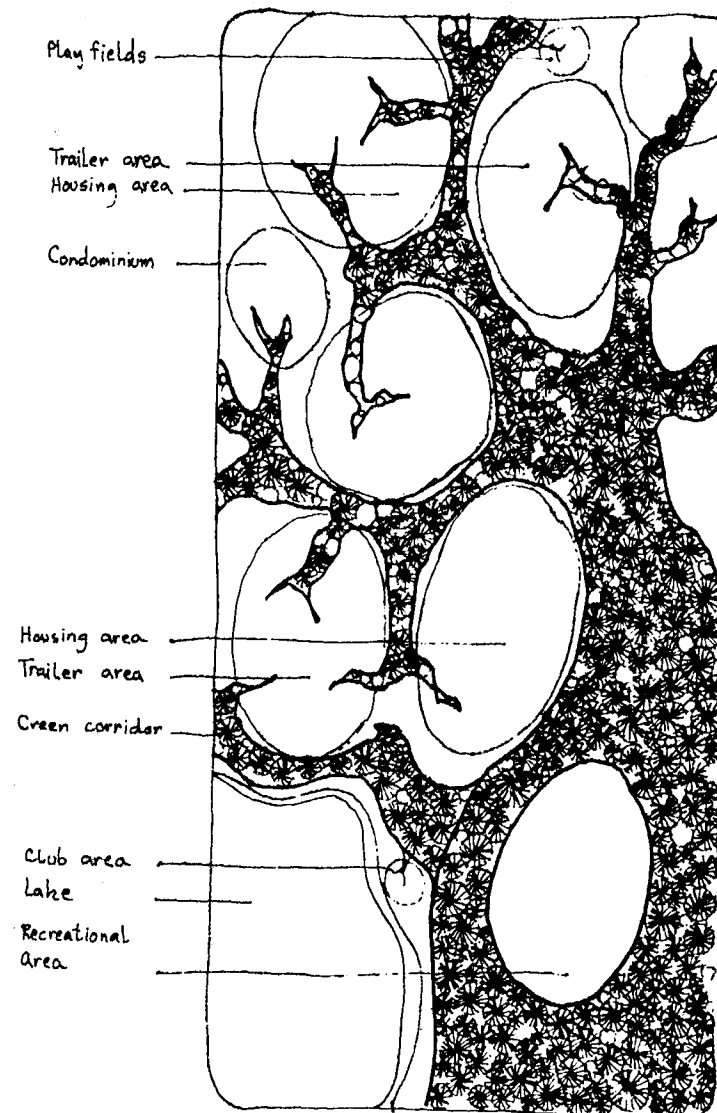 Play fields
Trailer area
Housing area
Condominium
Housing area
Trailer area
Green corridor
Club area
Lake
Recreational
Area